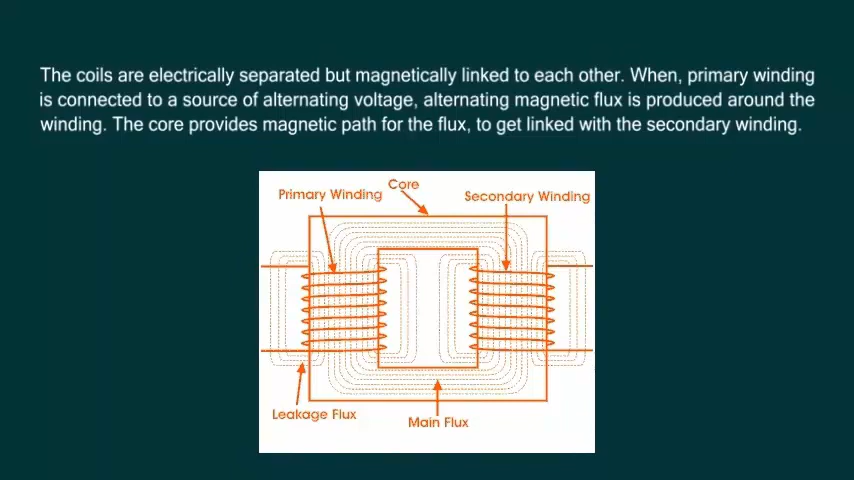 The coils are electrically separated but magnetically linked to each other. When, primary winding
is connected to a source of alternating voltage, alternating magnetic flux is produced around the
winding. The core provides magnetic path for the flux, to get linked with the secondary winding.
Core
Primary Winding
Secondary Winding
Leakage Flux
Main Flux